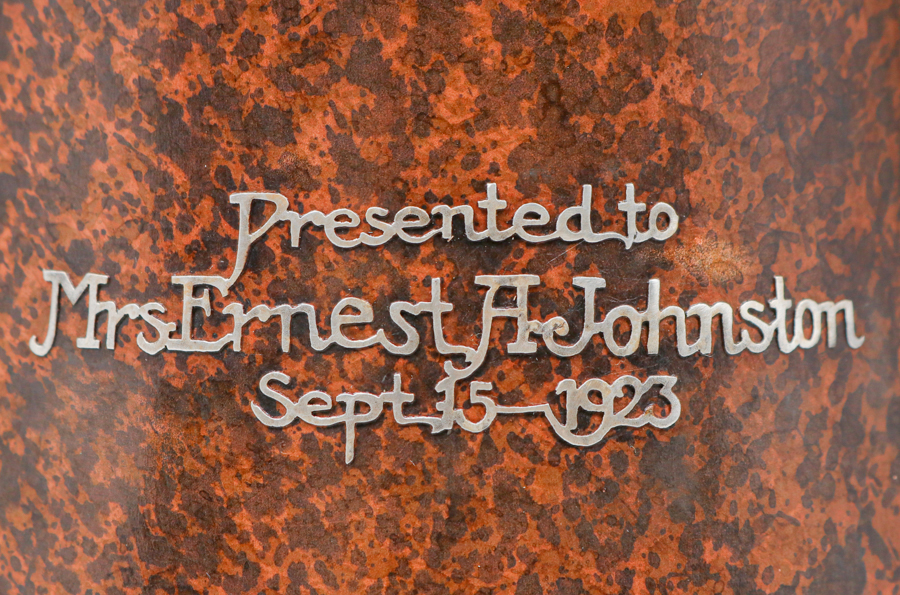 Presented to
Mrs. Ernest A. Johnston
Sept 15-1923